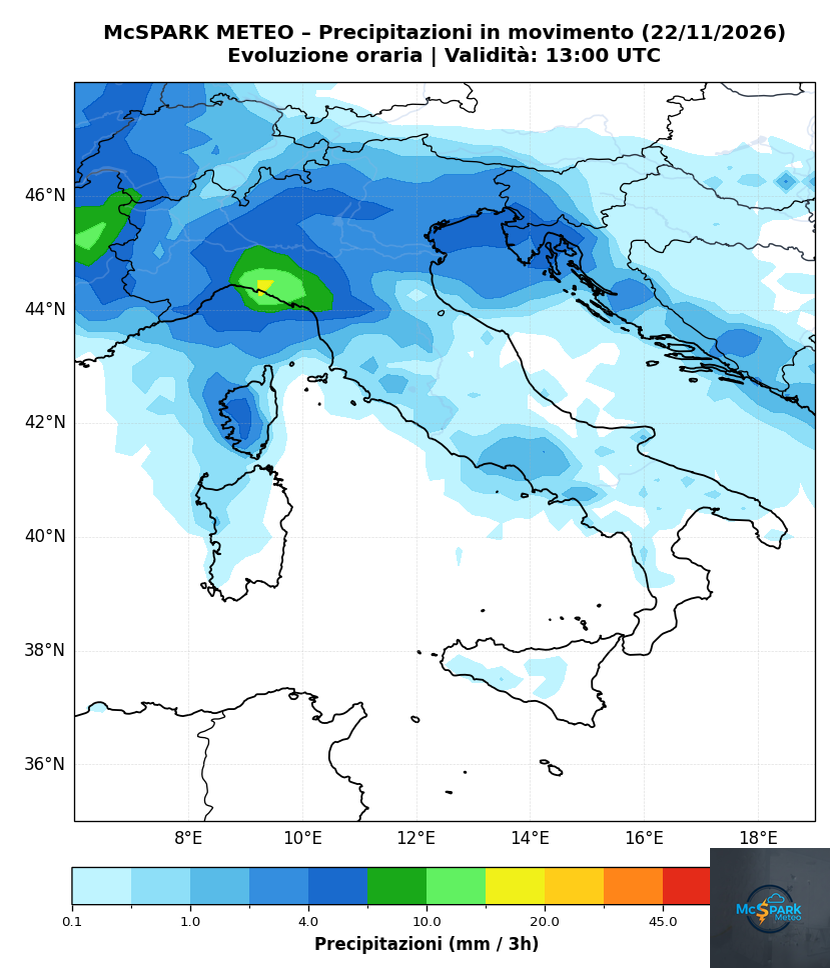 McSPARK METEO – Precipitazioni in movimento (22/11/2026)
Evoluzione oraria | Validità: 13:00 UTC
46°N
44°N
42°N
40°N
38°N
36°N
8°E 10°E 12°E 14°E 16°E 18°E
0.1 1.0 4.0 10.0 20.0 45.0
Precipitazioni (mm / 3h)
McSPARK
Meteo